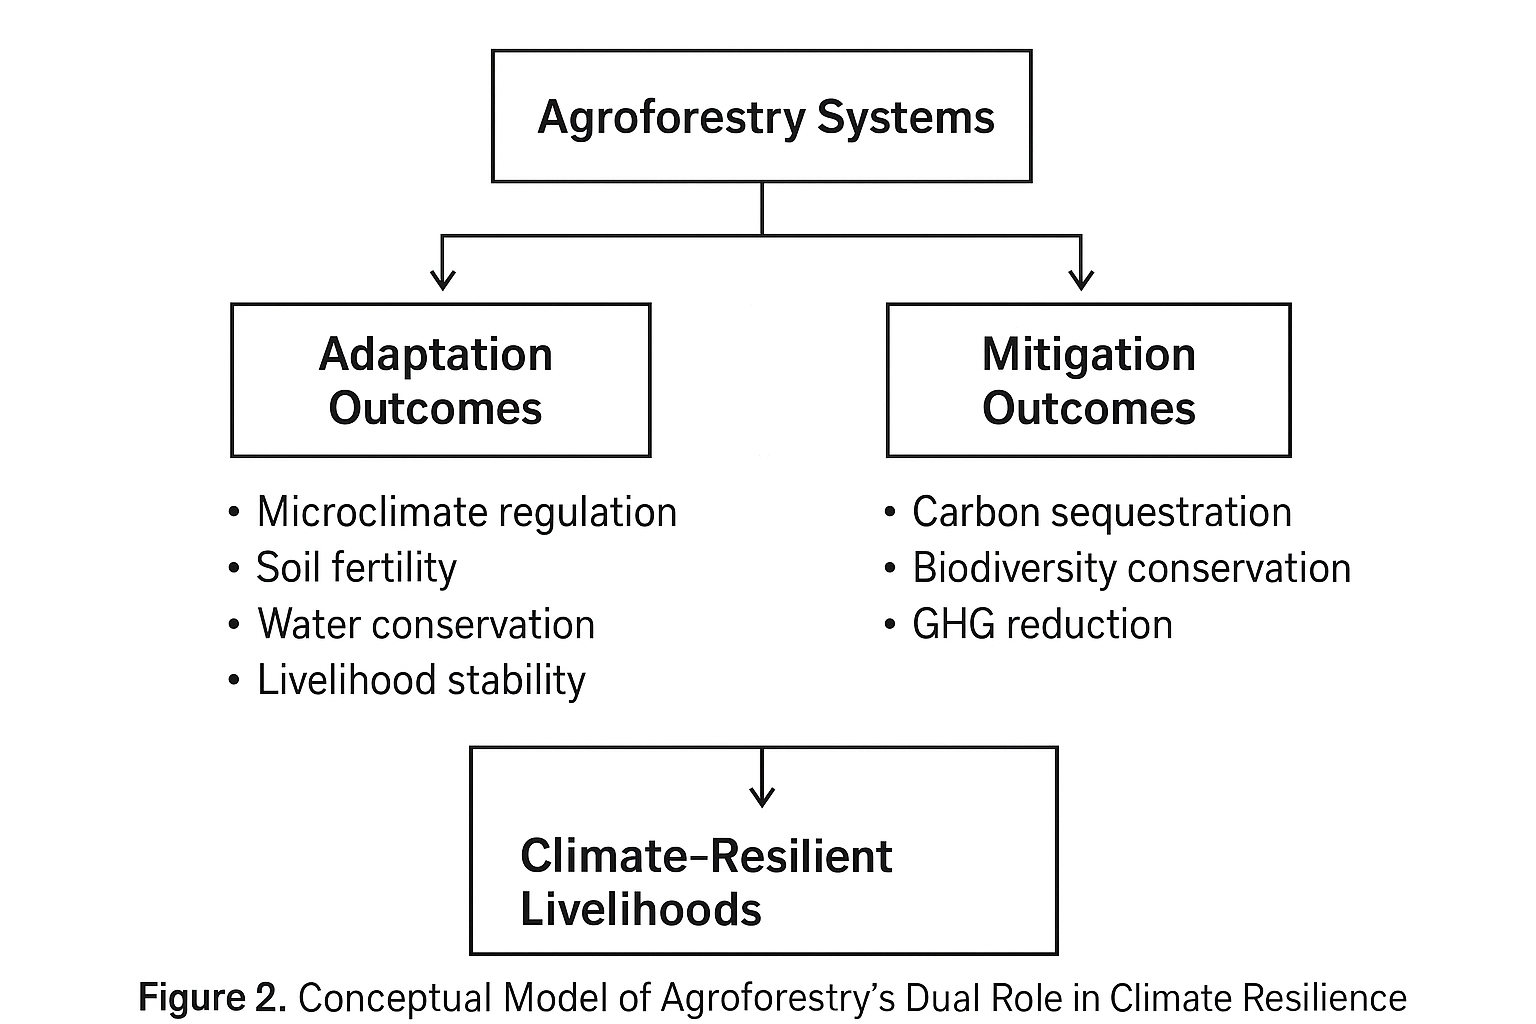 Agroforestry Systems
Adaptation
Outcomes
• Microclimate regulation
• Soil fertility
• Water conservation
• Livelihood stability
Mitigation
Outcomes
• Carbon sequestration
• Biodiversity conservation
• GHG reduction
Climate–Resilient
Livelihoods
Figure 2. Conceptual Model of Agroforestry’s Dual Role in Climate Resilience